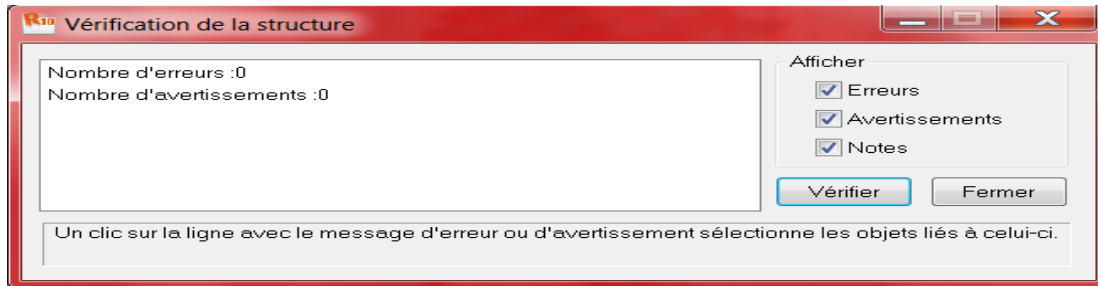 R10 Vérification de la structure
Nombre d'erreurs :0
Nombre d'avertissements :0
Afficher
Erreurs
Avertissements
Notes
Vérifier Fermer
Un clic sur la ligne avec le message d'erreur ou d'avertissement sélectionne les objets liés à celui-ci.